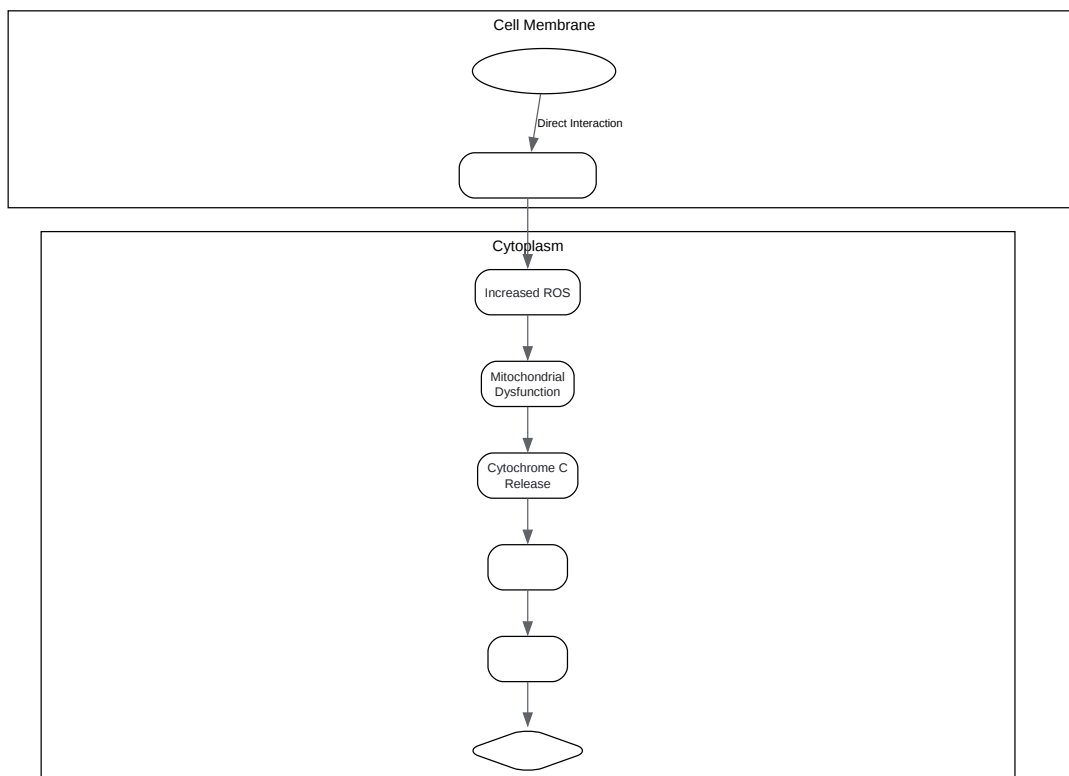 Cell Membrane
Direct Interaction
Cytoplasm
Increased ROS
Mitochondrial
Dysfunction
Cytochrome C
Release